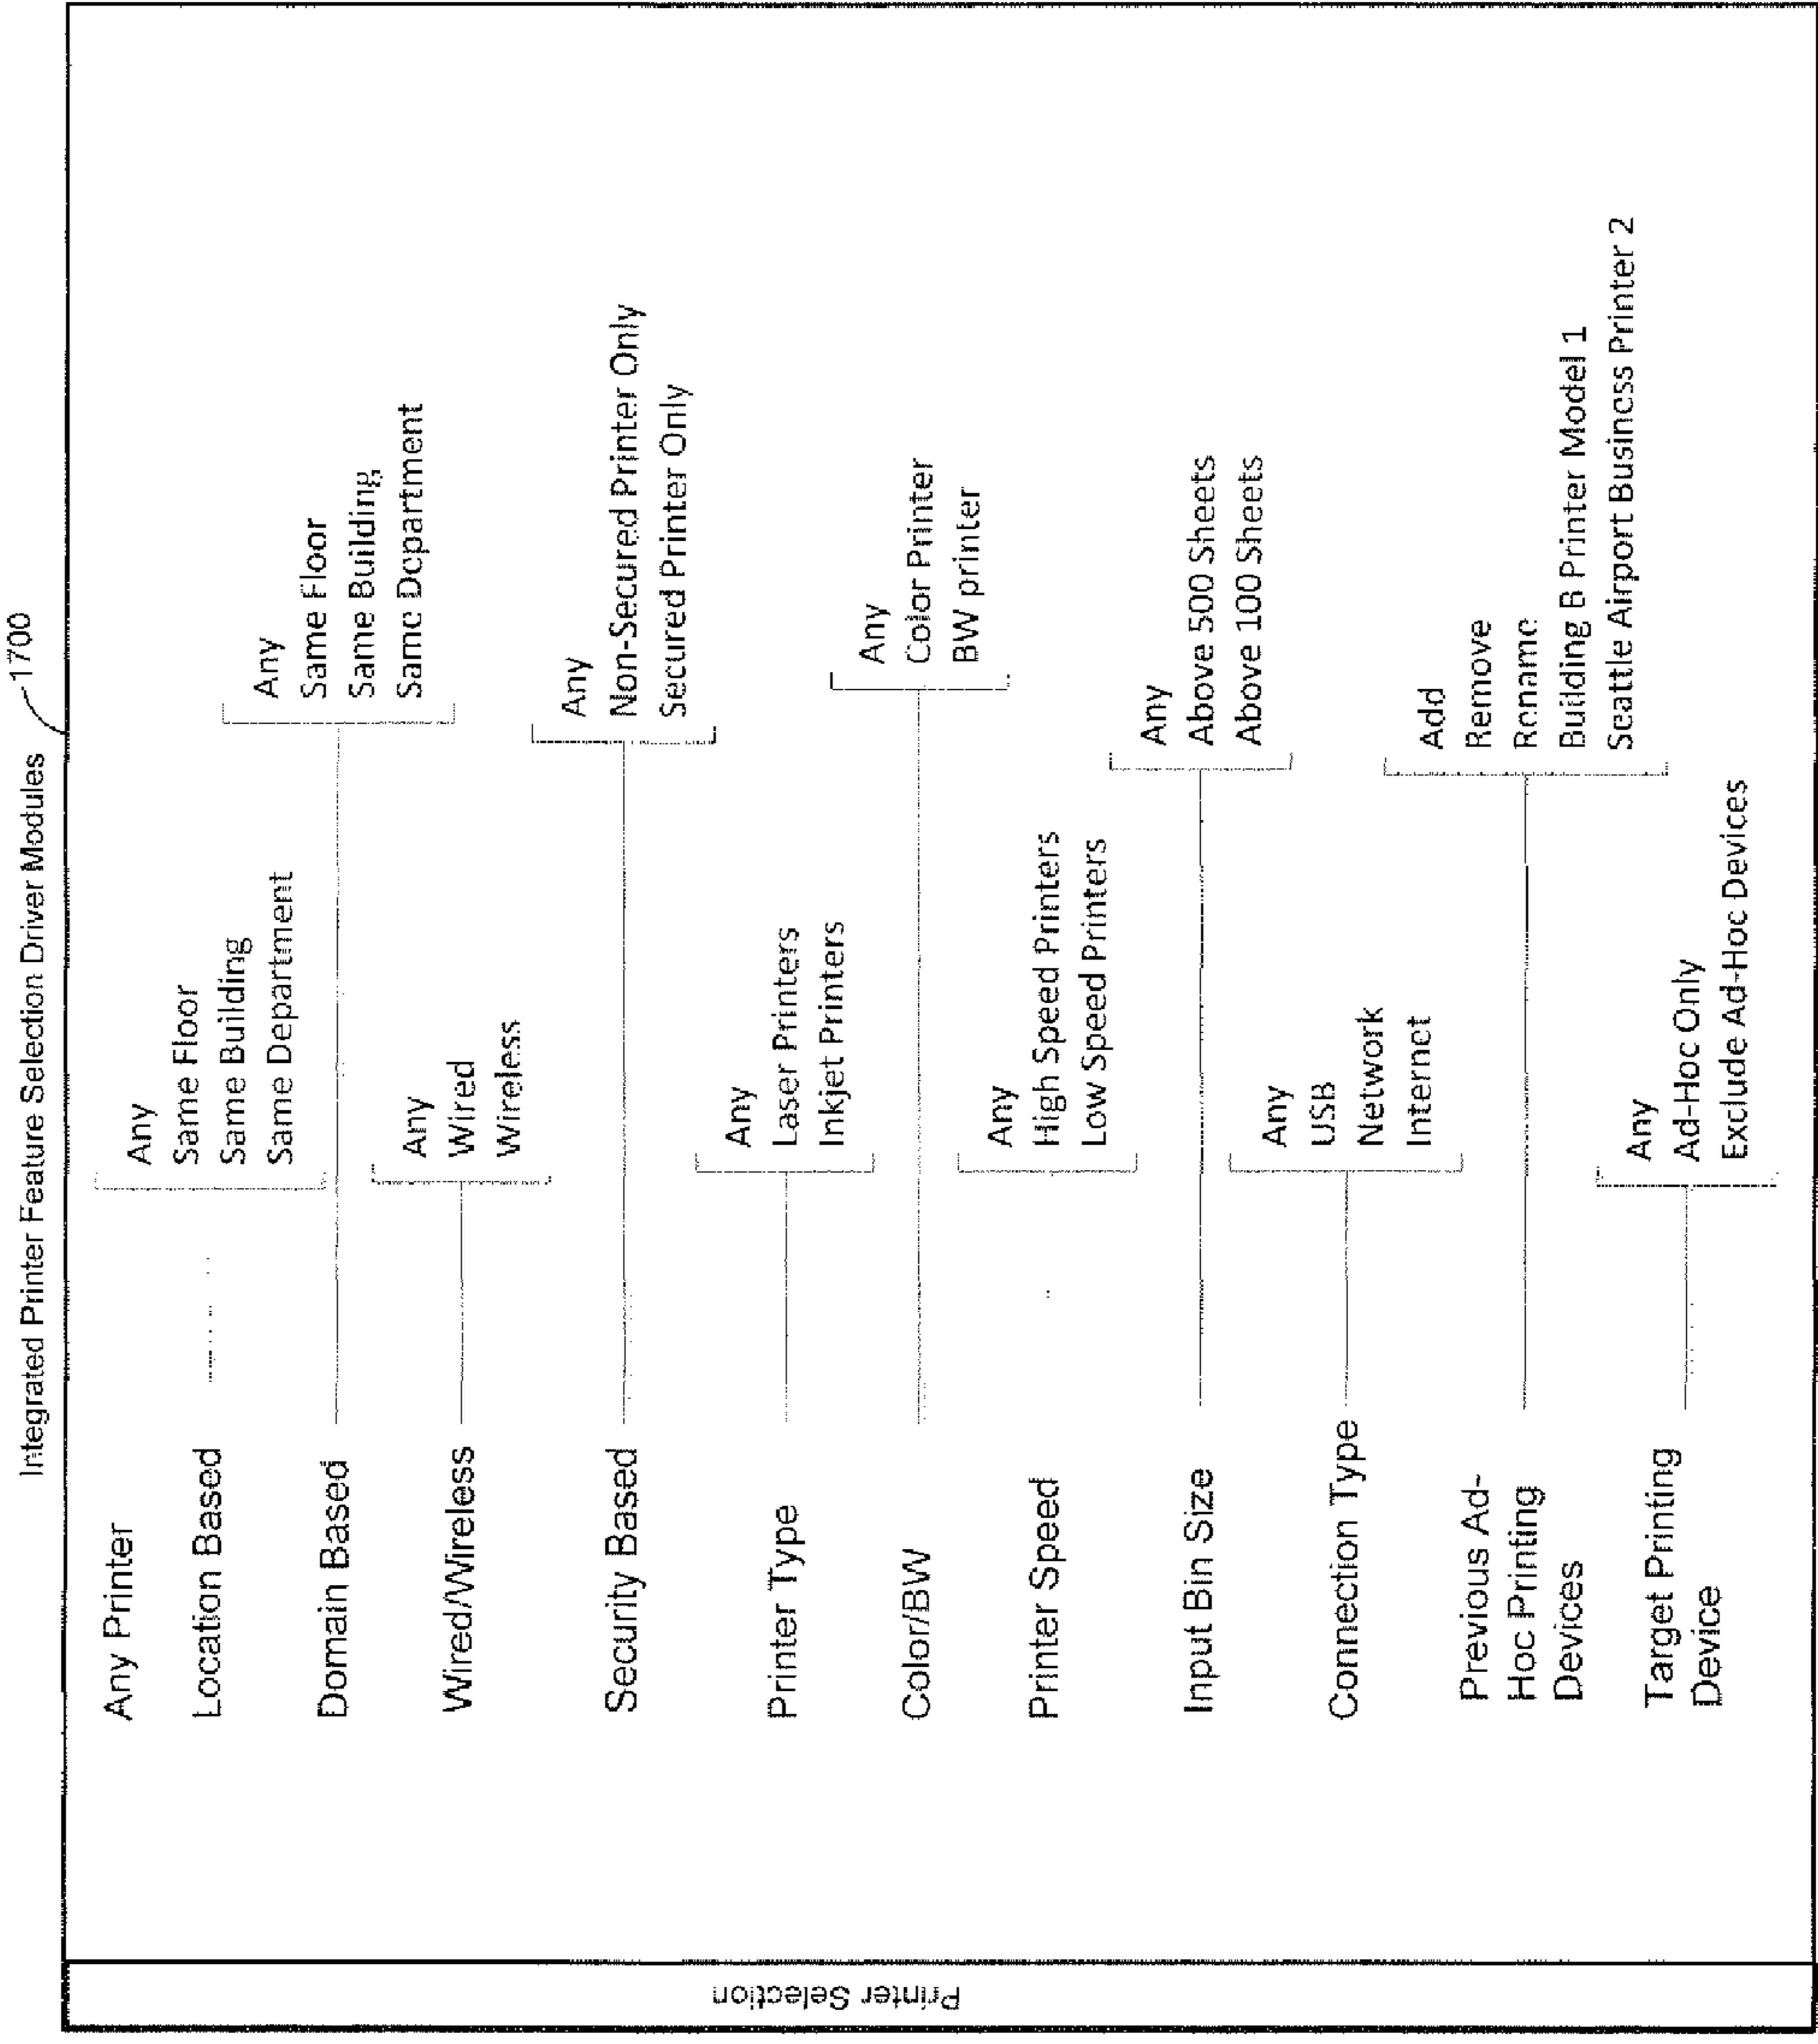 Integrated Printer Feature Selection Driver Modules
1700
Printer Selection
Any Printer
Location Based
Any
Same Floor
Same Building
Same Department
Domain Based
Any
Same Floor
Same Building
Same Department
Wired/Wireless
Any
Wired
Wireless
Security Based
Any
Non-Secured Printer Only
Secured Printer Only
Printer Type
Any
Laser Printers
Inkjet Printers
Color/BW
Any
Color Printer
BW printer
Printer Speed
Any
High Speed Printers
Low Speed Printers
Input Bin Size
Any
Above 500 Sheets
Above 100 Sheets
Connection Type
Any
USB
Network
Internet
Previous Ad-
Hoc Printing
Devices
Add
Remove
Rename
Building B Printer Model 1
Seattle Airport Business Printer 2
Target Printing
Device
Any
Ad-Hoc Only
Exclude Ad-Hoc Devices